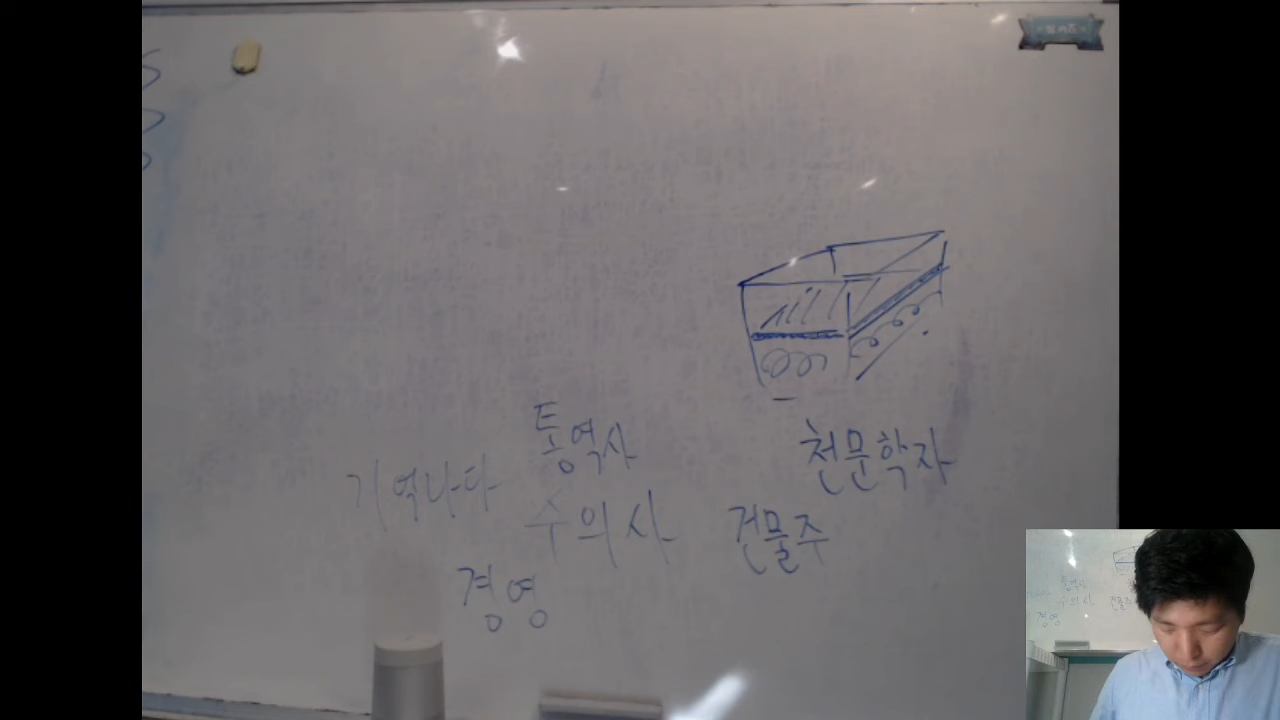 통역사
천문학자
기억나다
수의사
건물주
경영